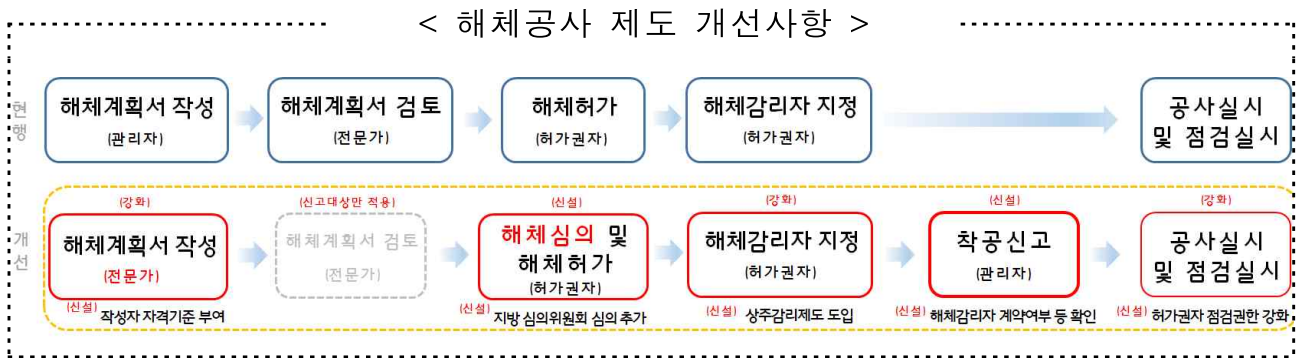 < 해체공사 제도 개선사항 >
현행
해체계획서 작성
(관리자)
해체계획서 검토
(전문가)
해체허가
(허가권자)
해체감리자 지정
(허가권자)
공사실시
및 점검실시
개선
(강화)
해체계획서 작성
(전문가)
(신설) 작성자 자격기준 부여
(신고대상만 적용)
해체계획서 검토
(전문가)
(신설)
해체심의 및
해체허가
(허가권자)
(신설) 지방 심의위원회 심의 추가
(강화)
해체감리자 지정
(허가권자)
(신설) 상주감리제도 도입
(신설)
착공신고
(관리자)
(신설) 해체감리자 계약여부 등 확인
(강화)
공사실시
및 점검실시
(신설) 허가권자 점검권한 강화